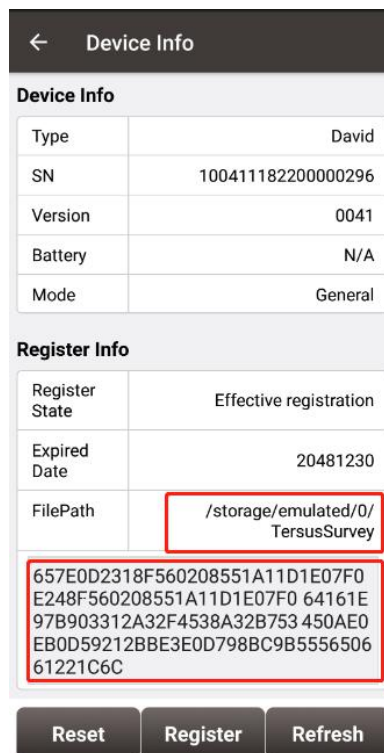 ← Device Info
Device Info
Type David
SN 100411182200000296
Version 0041
Battery N/A
Mode General
Register Info
Register
State Effective registration
Expired
Date 20481230
FilePath /storage/emulated/0/
TersusSurvey
657E0D2318F560208551A11D1E07F0
E248F560208551A11D1E07F0 64161E
97B903312A32F4538A32B753 450AE0
EB0D59212BBE3E0D798BC9B5556506
61221C6C
Reset Register Refresh